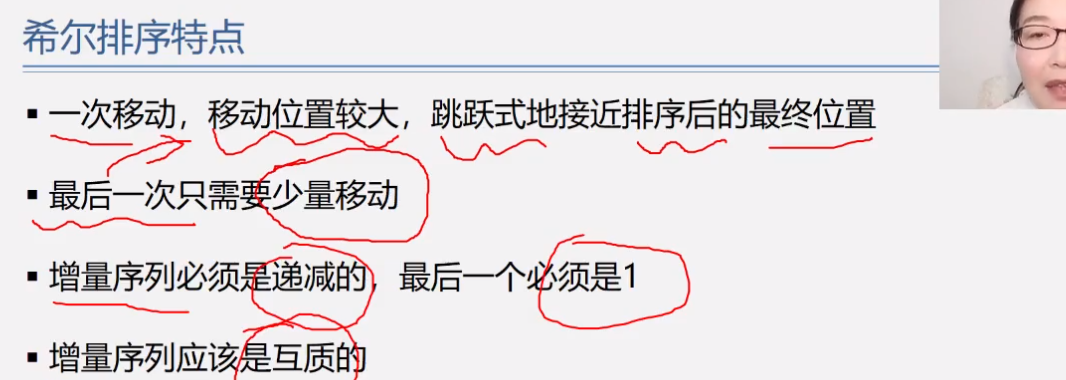 希尔排序特点
▪ 一次移动，移动位置较大，跳跃式地接近排序后的最终位置
▪ 最后一次只需要少量移动
▪ 增量序列必须是递减的，最后一个必须是1
▪ 增量序列应该是互质的